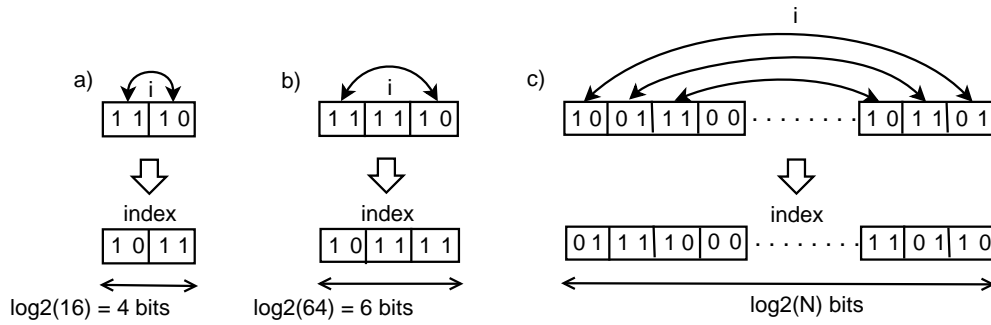 a)
i
1 1 1 0
index
1 0 1 1
log2(16) = 4 bits
b)
i
1 1 1 1 1 0
index
1 0 1 1 1 1
log2(64) = 6 bits
c)
i
1 0 0 1 1 1 0 0 . . . . . . . . 1 0 1 1 0 1
index
0 1 1 1 1 0 0 0 . . . . . . . . 1 1 0 1 1 0
log2(N) bits